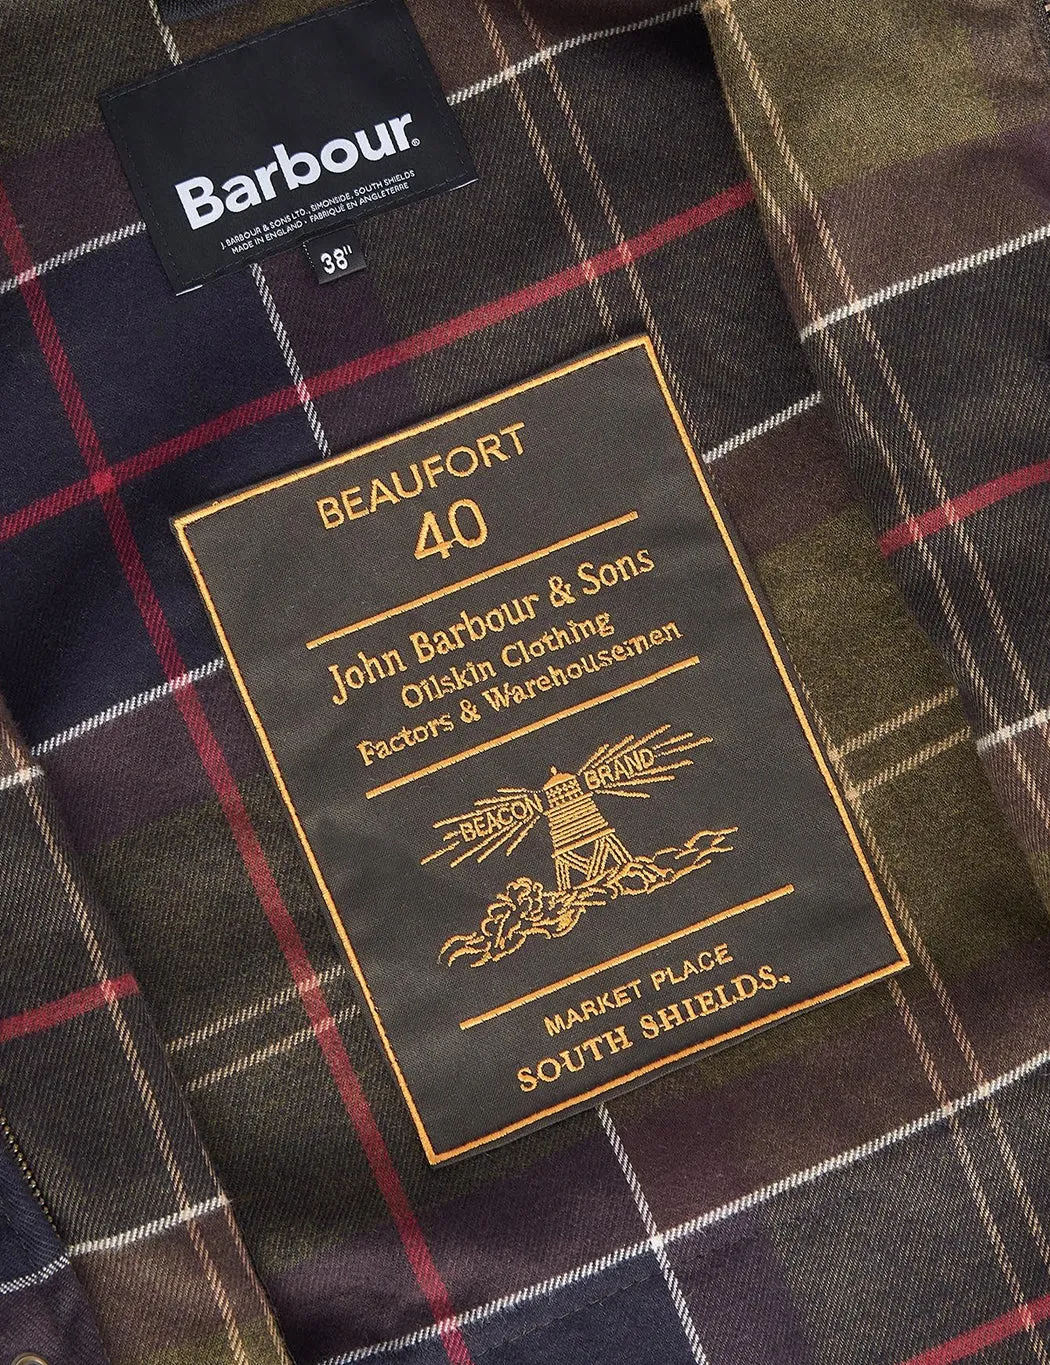 Barbour®
J. BARBOUR & SONS LTD., SIMONSIDE, SOUTH SHIELDS
MADE IN ENGLAND · FABRIQUÉ EN ANGLETERRE
38"
BEAUFORT
40
John Barbour & Sons
Oilskin Clothing
Factors & Warehousemen
BEACON BRAND
MARKET PLACE
SOUTH SHIELDS.